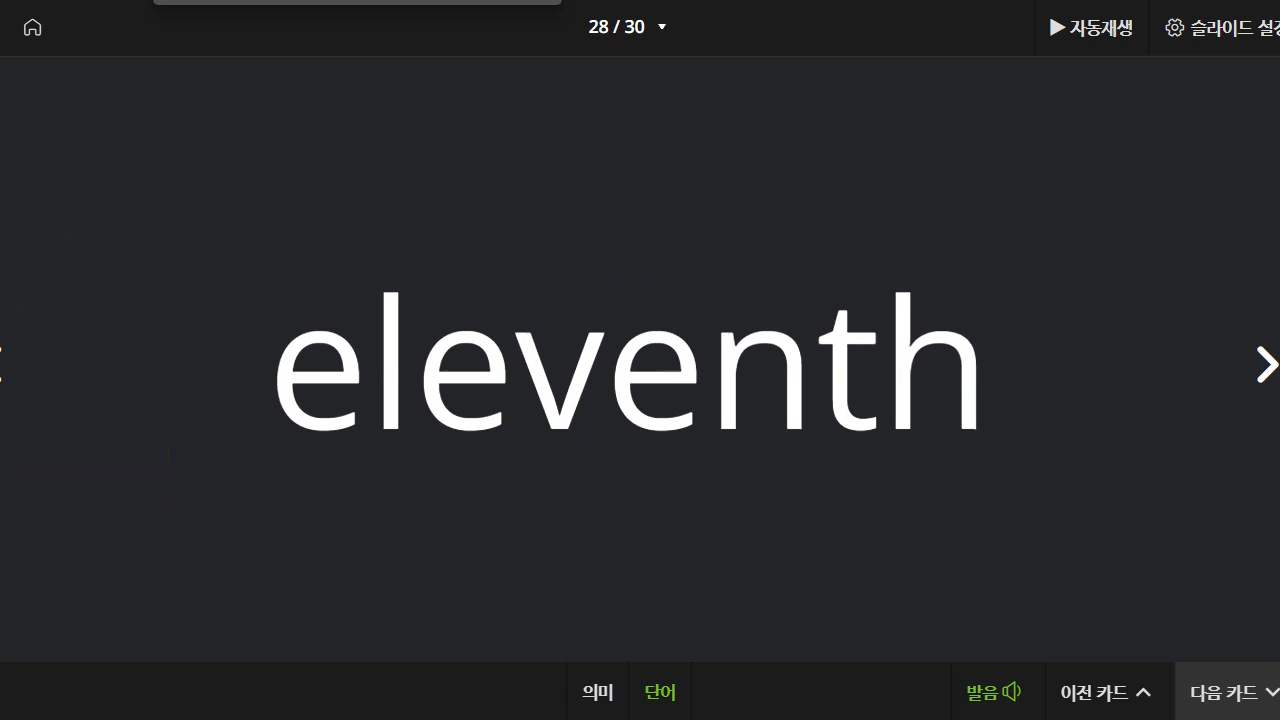 28 / 30
▶ 자동재생
슬라이드 설정
eleventh
의미
단어
발음
이전 카드
다음 카드